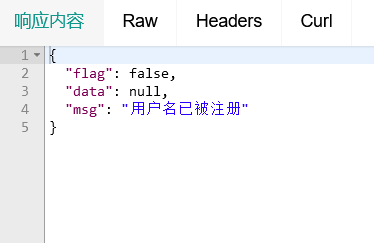 响应内容 Raw Headers Curl
1 {
2 "flag": false,
3 "data": null,
4 "msg": "用户名已被注册"
5 }